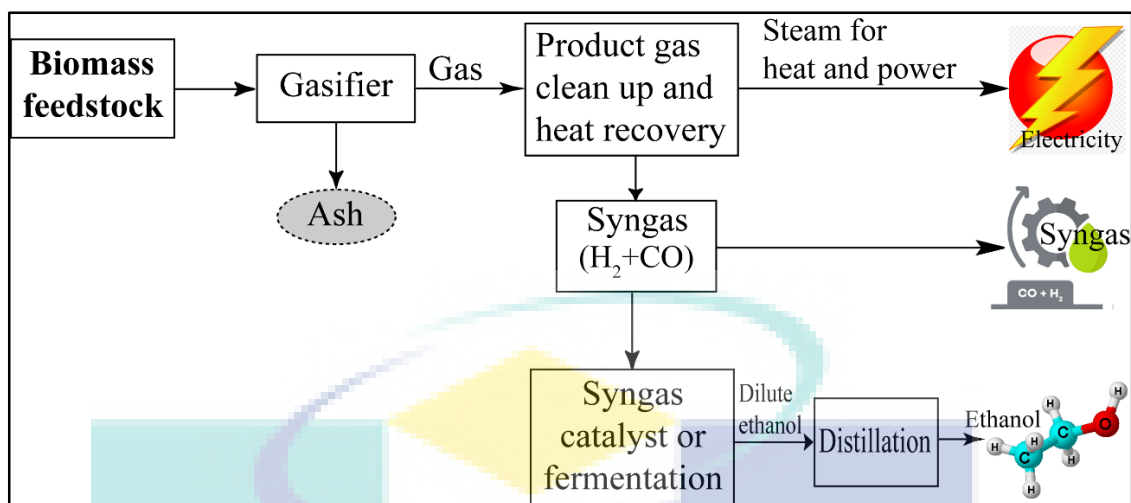 Biomass
feedstock
Gasifier
Gas
Product gas
clean up and
heat recovery
Steam for
heat and power
Electricity
Ash
Syngas
(H₂+CO)
Syngas
CO + H₂
Syngas
catalyst or
fermentation
Dilute
ethanol
Distillation
Ethanol
H
H
O
C
H
H
C
H
H
H